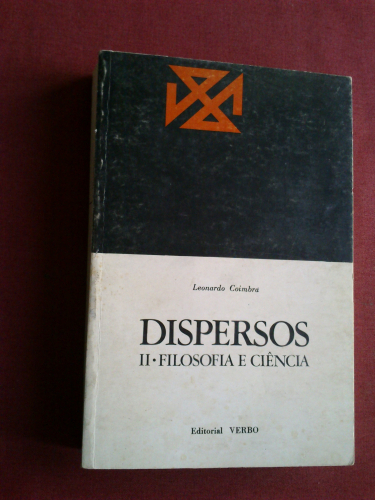 Leonardo Coimbra
DISPERSOS
II • FILOSOFIA E CIÊNCIA
Editorial VERBO